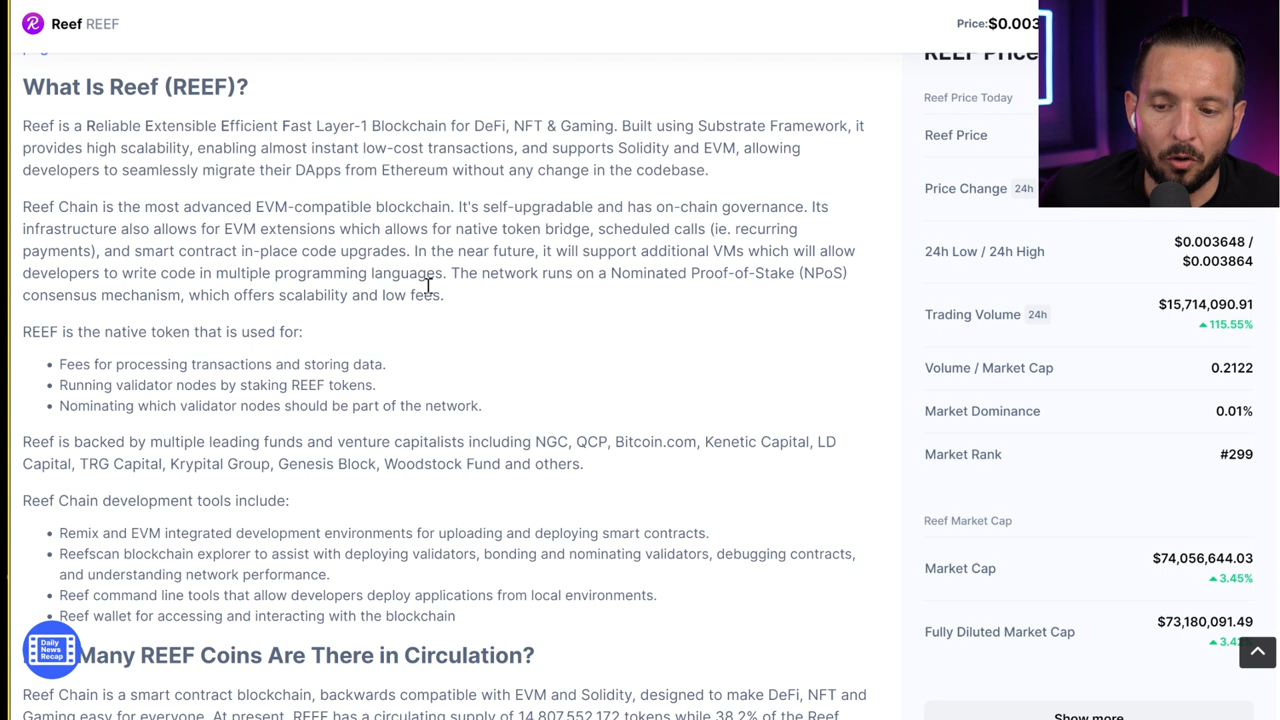 Reef REEF
Price: $0.003
What Is Reef (REEF)?
Reef is a Reliable Extensible Efficient Fast Layer-1 Blockchain for DeFi, NFT & Gaming. Built using Substrate Framework, it
provides high scalability, enabling almost instant low-cost transactions, and supports Solidity and EVM, allowing
developers to seamlessly migrate their DApps from Ethereum without any change in the codebase.
Reef Chain is the most advanced EVM-compatible blockchain. It's self-upgradable and has on-chain governance. Its
infrastructure also allows for EVM extensions which allows for native token bridge, scheduled calls (ie. recurring
payments), and smart contract in-place code upgrades. In the near future, it will support additional VMs which will allow
developers to write code in multiple programming languages. The network runs on a Nominated Proof-of-Stake (NPoS)
consensus mechanism, which offers scalability and low fees.
REEF is the native token that is used for:
• Fees for processing transactions and storing data.
• Running validator nodes by staking REEF tokens.
• Nominating which validator nodes should be part of the network.
Reef is backed by multiple leading funds and venture capitalists including NGC, QCP, Bitcoin.com, Kenetic Capital, LD
Capital, TRG Capital, Krypital Group, Genesis Block, Woodstock Fund and others.
Reef Chain development tools include:
• Remix and EVM integrated development environments for uploading and deploying smart contracts.
• Reefscan blockchain explorer to assist with deploying validators, bonding and nominating validators, debugging contracts,
and understanding network performance.
• Reef command line tools that allow developers deploy applications from local environments.
• Reef wallet for accessing and interacting with the blockchain
Daily
News
Recap
Many REEF Coins Are There in Circulation?
Reef Chain is a smart contract blockchain, backwards compatible with EVM and Solidity, designed to make DeFi, NFT and
Gaming easy for everyone. At present, REEF has a circulating supply of 14,807,552,172 tokens while 38.2% of the Reef
REEF Price
Reef Price Today
Reef Price
Price Change 24h
24h Low / 24h High
$0.003648 /
$0.003864
Trading Volume 24h
$15,714,090.91
115.55%
Volume / Market Cap
0.2122
Market Dominance
0.01%
Market Rank
#299
Reef Market Cap
Market Cap
$74,056,644.03
3.45%
Fully Diluted Market Cap
$73,180,091.49
Show more